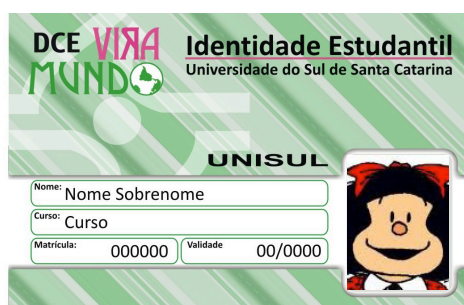 DCE VIRA
MUNDO
Identidade Estudantil
Universidade do Sul de Santa Catarina
UNISUL
Nome: Nome Sobrenome
Curso: Curso
Matrícula: 000000 Validade 00/0000